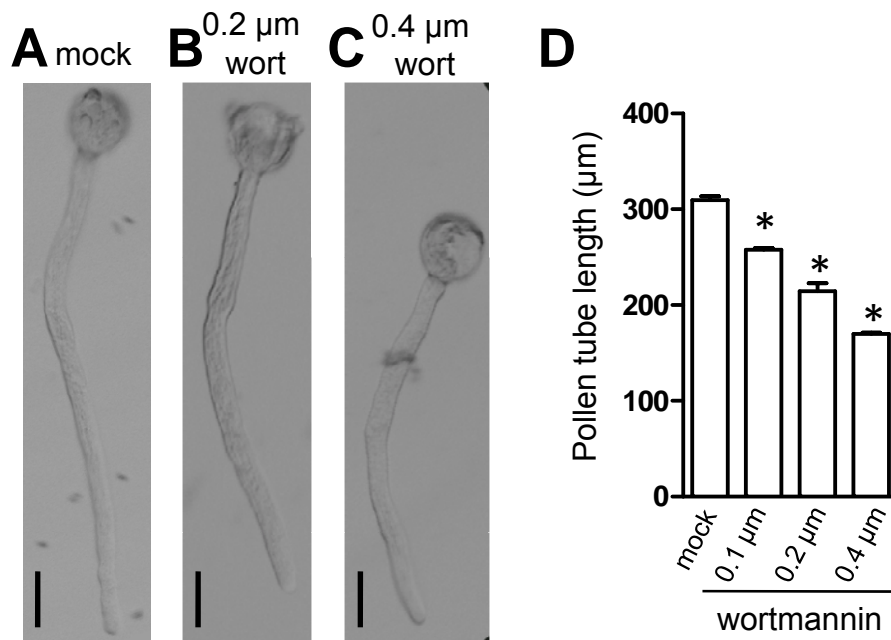 A mock
B 0.2 µm
wort
C 0.4 µm
wort
D
Pollen tube length (µm)
400
300
200
100
0
*
*
*
mock
0.1 µm
0.2 µm
0.4 µm
wortmannin